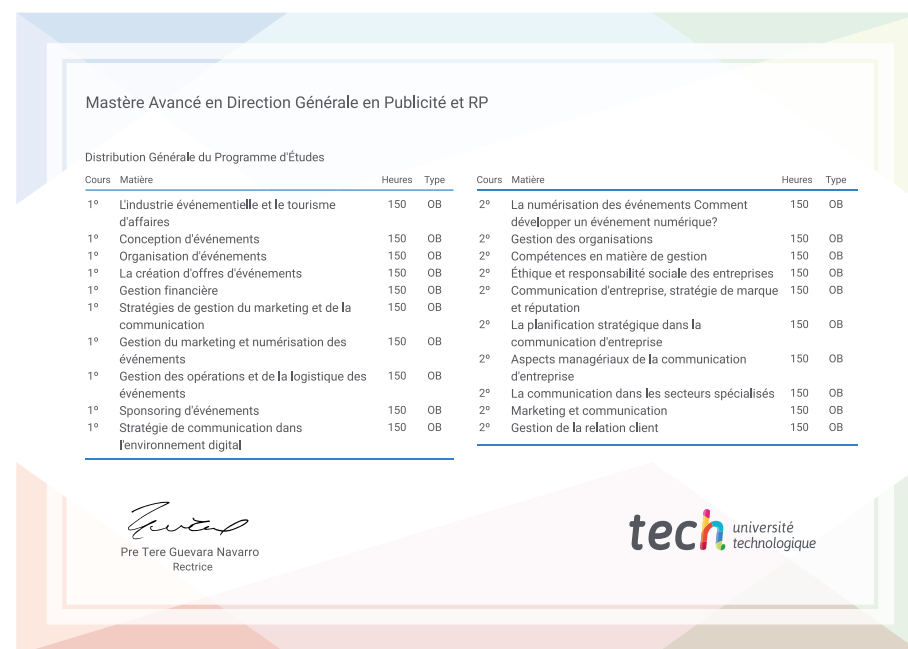 Mastère Avancé en Direction Générale en Publicité et RP
Distribution Générale du Programme d'Études
Cours Matière Heures Type
1º L'industrie événementielle et le tourisme 150 OB
d'affaires
1º Conception d'événements 150 OB
1º Organisation d'événements 150 OB
1º La création d'offres d'événements 150 OB
1º Gestion financière 150 OB
1º Stratégies de gestion du marketing et de la 150 OB
communication
1º Gestion du marketing et numérisation des 150 OB
événements
1º Gestion des opérations et de la logistique des 150 OB
événements
1º Sponsoring d'événements 150 OB
1º Stratégie de communication dans 150 OB
l'environnement digital
Cours Matière Heures Type
2º La numérisation des événements Comment 150 OB
développer un événement numérique?
2º Gestion des organisations 150 OB
2º Compétences en matière de gestion 150 OB
2º Éthique et responsabilité sociale des entreprises 150 OB
2º Communication d'entreprise, stratégie de marque 150 OB
et réputation
2º La planification stratégique dans la 150 OB
communication d'entreprise
2º Aspects managériaux de la communication 150 OB
d'entreprise
2º La communication dans les secteurs spécialisés 150 OB
2º Marketing et communication 150 OB
2º Gestion de la relation client 150 OB
Pre Tere Guevara Navarro
Rectrice
tech université
technologique